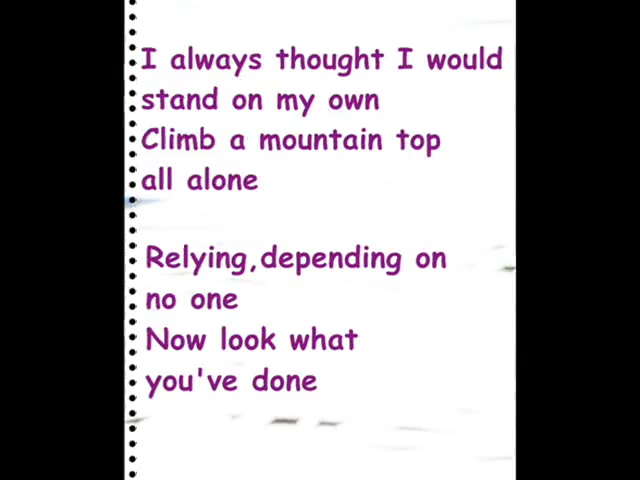 I always thought I would
stand on my own
Climb a mountain top
all alone
Relying,depending on
no one
Now look what
you've done